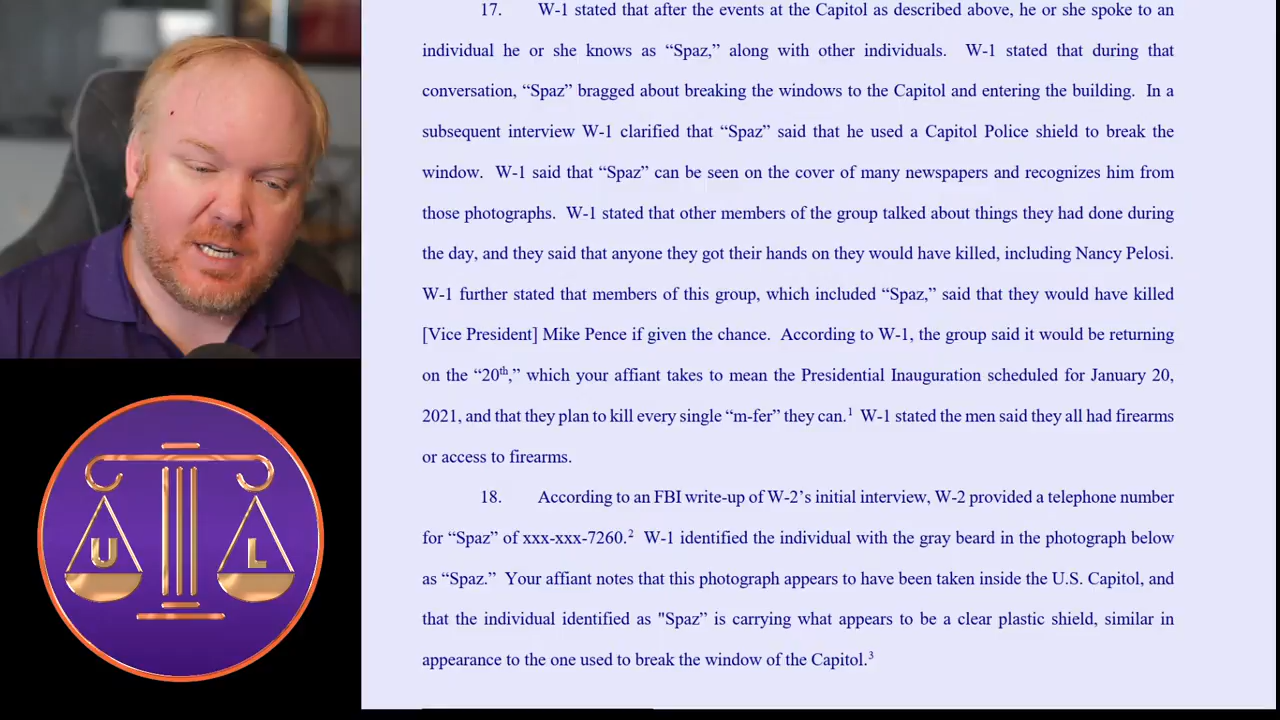 17. W-1 stated that after the events at the Capitol as described above, he or she spoke to an
individual he or she knows as “Spaz,” along with other individuals. W-1 stated that during that
conversation, “Spaz” bragged about breaking the windows to the Capitol and entering the building. In a
subsequent interview W-1 clarified that “Spaz” said that he used a Capitol Police shield to break the
window. W-1 said that “Spaz” can be seen on the cover of many newspapers and recognizes him from
those photographs. W-1 stated that other members of the group talked about things they had done during
the day, and they said that anyone they got their hands on they would have killed, including Nancy Pelosi.
W-1 further stated that members of this group, which included “Spaz,” said that they would have killed
[Vice President] Mike Pence if given the chance. According to W-1, the group said it would be returning
on the “20th,” which your affiant takes to mean the Presidential Inauguration scheduled for January 20,
2021, and that they plan to kill every single “m-fer” they can.1 W-1 stated the men said they all had firearms
or access to firearms.
18. According to an FBI write-up of W-2’s initial interview, W-2 provided a telephone number
for “Spaz” of xxx-xxx-7260.2 W-1 identified the individual with the gray beard in the photograph below
as “Spaz.” Your affiant notes that this photograph appears to have been taken inside the U.S. Capitol, and
that the individual identified as "Spaz” is carrying what appears to be a clear plastic shield, similar in
appearance to the one used to break the window of the Capitol.3
U L